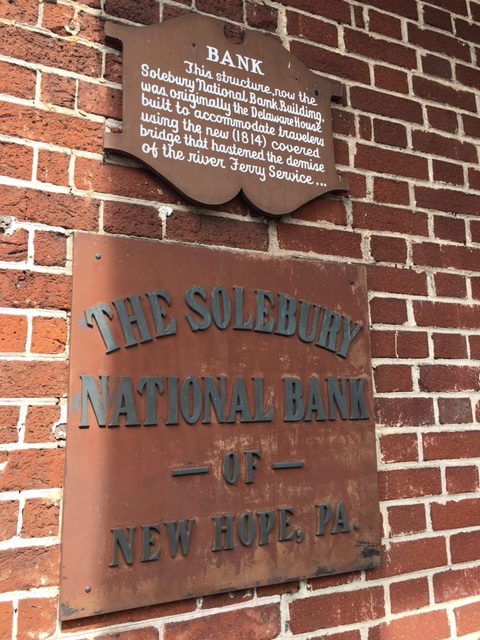 BANK
This structure, now the
Solebury National Bank Building,
was originally the Delaware House,
built to accommodate travelers
using the new (1814) covered
bridge that hastened the demise
of the river Ferry Service...
THE SOLEBURY
NATIONAL BANK
— OF —
NEW HOPE, PA.